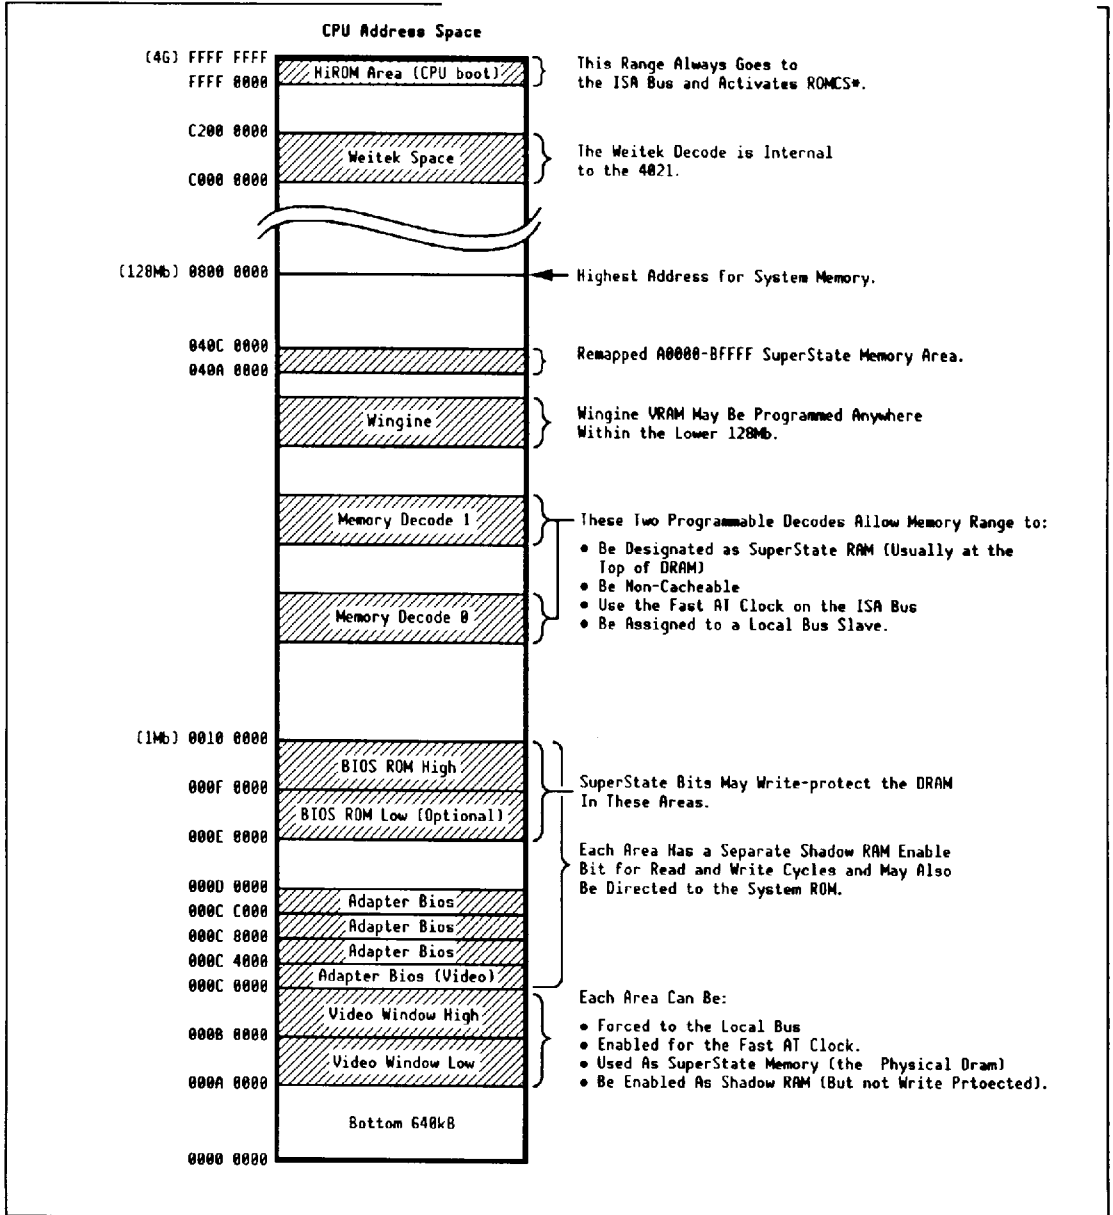 CPU Address Space
(4G) FFFF FFFF
HiROM Area (CPU boot)
This Range Always Goes to
the ISA Bus and Activates ROMCS*.
FFFF 0000
C200 0000
Weitek Space
The Weitek Decode is Internal
to the 4021.
C000 0000
(128Mb) 0800 0000
Highest Address for System Memory.
040C 0000
Remapped A0000-BFFFF SuperState Memory Area.
040A 0000
Wingine
Wingine VRAM May Be Programmed Anywhere
Within the Lower 128Mb.
Memory Decode 1
These Two Programmable Decodes Allow Memory Range to:
• Be Designated as SuperState RAM (Usually at the
Top of DRAM)
• Be Non-Cacheable
• Use the Fast AT Clock on the ISA Bus
• Be Assigned to a Local Bus Slave.
Memory Decode 0
(1Mb) 0010 0000
BIOS ROM High
000F 0000
SuperState Bits May Write-protect the DRAM
In These Areas.
BIOS ROM Low (Optional)
000E 0000
Each Area Has a Separate Shadow RAM Enable
Bit for Read and Write Cycles and May Also
Be Directed to the System ROM.
000D 0000
Adapter Bios
000C C000
Adapter Bios
000C 8000
Adapter Bios
000C 4000
Adapter Bios (Video)
000C 0000
Each Area Can Be:
Video Window High
• Forced to the Local Bus
000B 8000
• Enabled for the Fast AT Clock.
Video Window Low
• Used As SuperState Memory (the Physical Dram)
000A 0000
• Be Enabled As Shadow RAM (But not Write Prtoected).
Bottom 640kB
0000 0000